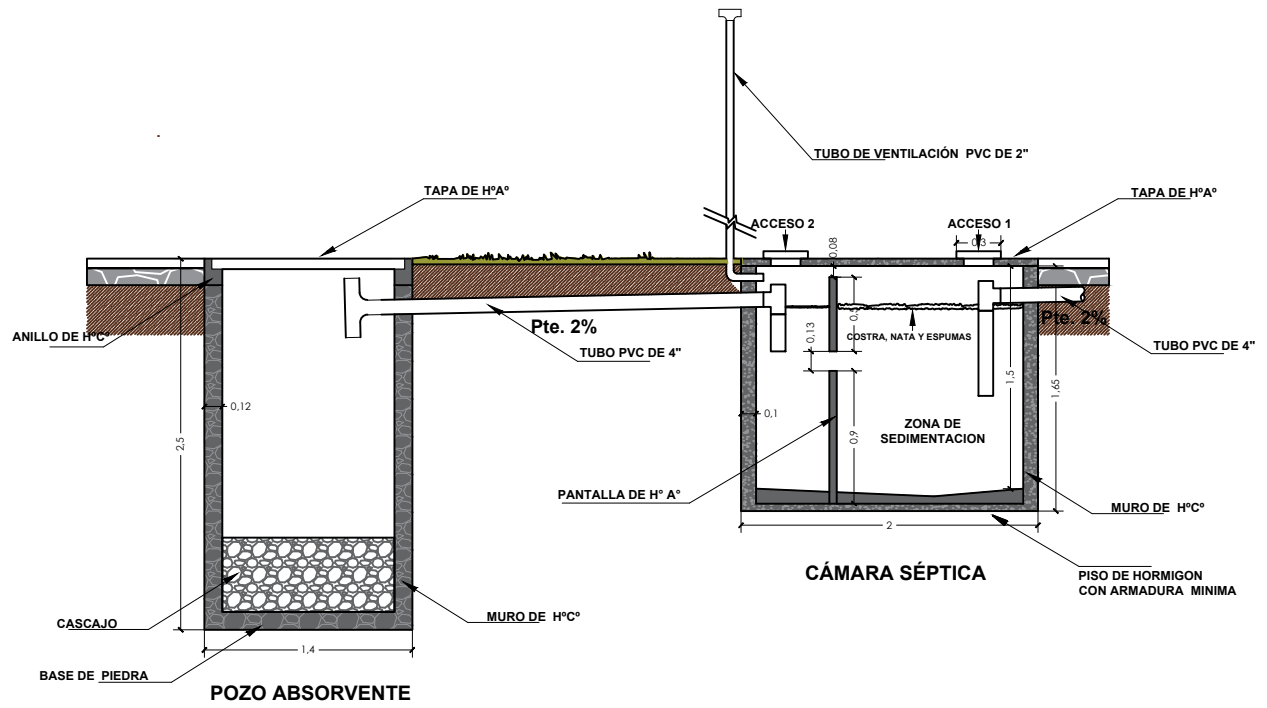 TUBO DE VENTILACIÓN PVC DE 2"
TAPA DE HºAº
TAPA DE HºAº
ACCESO 2
ACCESO 1
0,08
0,3
ANILLO DE HºCº
Pte. 2%
TUBO PVC DE 4"
0,5
0,13
COSTRA, NATA Y ESPUMAS
Pte. 2%
TUBO PVC DE 4"
0,12
2,5
0,1
0,9
1,5
1,65
ZONA DE
SEDIMENTACION
PANTALLA DE H° A°
MURO DE HºCº
2
CÁMARA SÉPTICA
PISO DE HORMIGON
CON ARMADURA MINIMA
CASCAJO
MURO DE HºCº
1,4
BASE DE PIEDRA
POZO ABSORVENTE